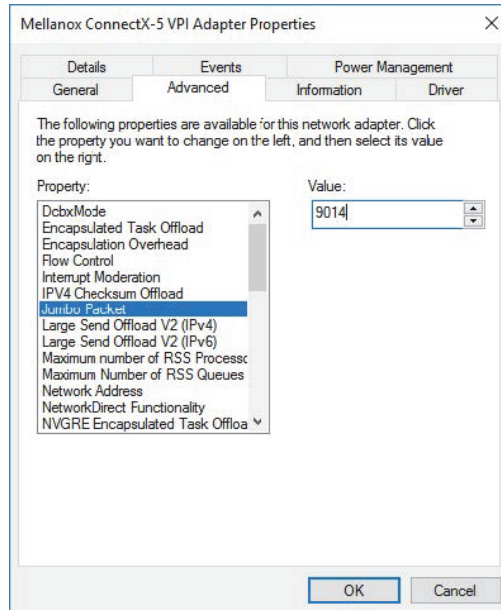 Mellanox ConnectX-5 VPI Adapter Properties
Details Events Power Management
General Advanced Information Driver
The following properties are available for this network adapter. Click
the property you want to change on the left, and then select its value
on the right.
Property: Value:
DcbxMode 9014
Encapsulated Task Offload
Encapsulation Overhead
Flow Control
Interrupt Moderation
IPV4 Checksum Offload
Jumbo Packet
Large Send Offload V2 (IPv4)
Large Send Offload V2 (IPv6)
Maximum number of RSS Processc
Maximum Number of RSS Queues
Network Address
NetworkDirect Functionality
NVGRE Encapsulated Task Offloa
OK Cancel